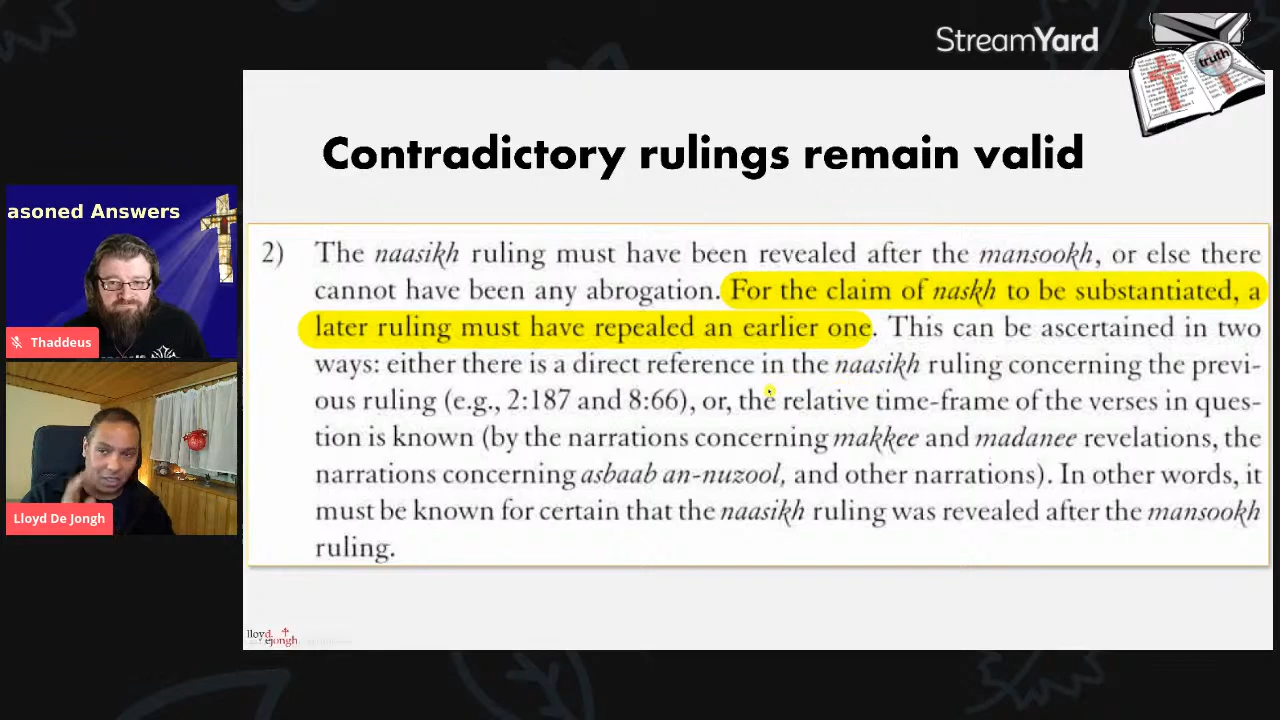 StreamYard
truth
Contradictory rulings remain valid
asoned Answers
Thaddeus
Lloyd De Jongh
2) The naasikh ruling must have been revealed after the mansookh, or else there
cannot have been any abrogation. For the claim of naskh to be substantiated, a
later ruling must have repealed an earlier one. This can be ascertained in two
ways: either there is a direct reference in the naasikh ruling concerning the previ-
ous ruling (e.g., 2:187 and 8:66), or, the relative time-frame of the verses in ques-
tion is known (by the narrations concerning makkee and madanee revelations, the
narrations concerning asbaab an-nuzool, and other narrations). In other words, it
must be known for certain that the naasikh ruling was revealed after the mansookh
ruling.
lloyd
dejongh